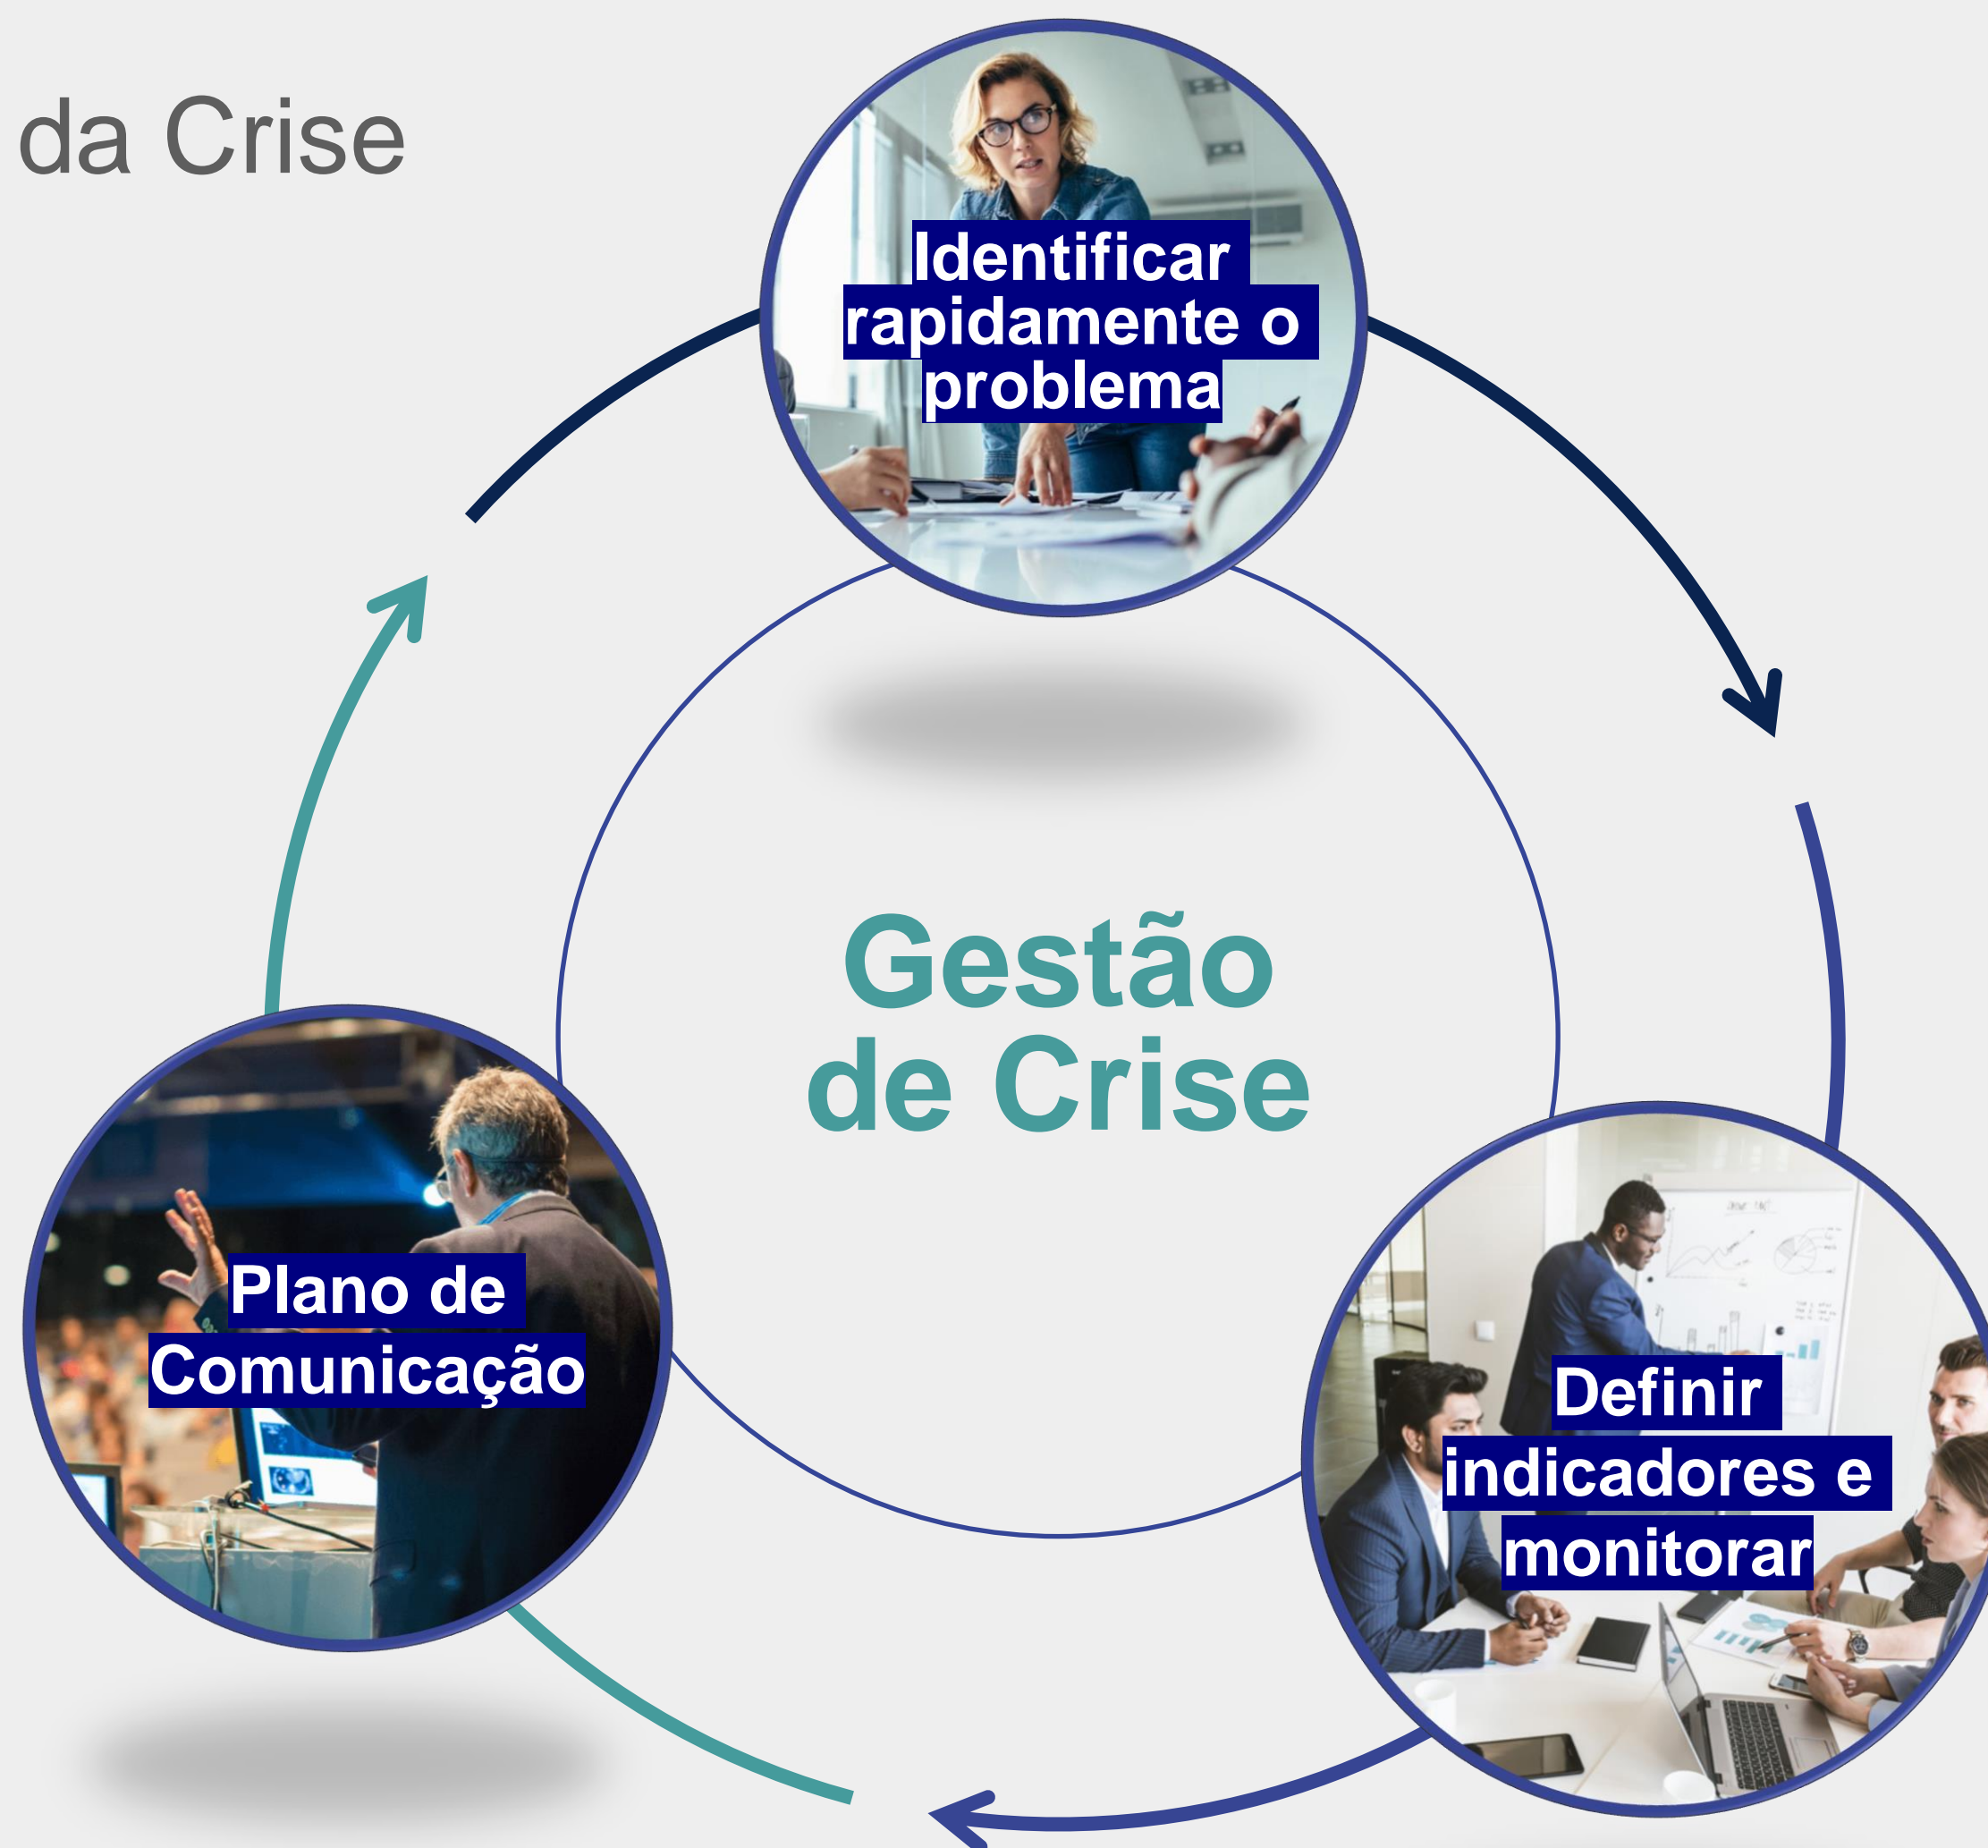 da Crise
Identificar
rapidamente o
problema
Gestão
de Crise
Plano de
Comunicação
Definir
indicadores e
monitorar